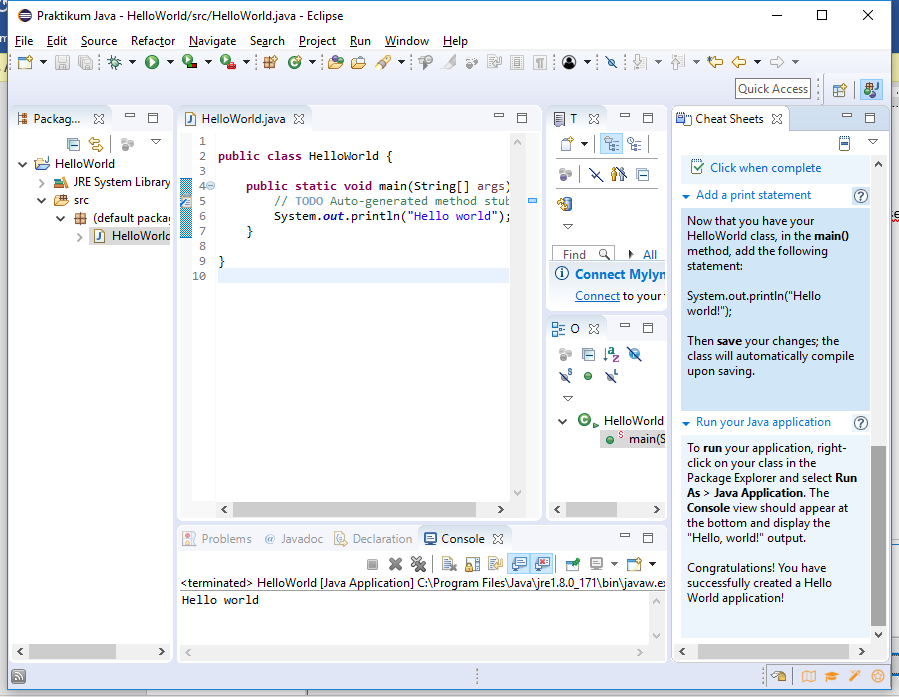 Praktikum Java - HelloWorld/src/HelloWorld.java - Eclipse
File Edit Source Refactor Navigate Search Project Run Window Help
Quick Access
Packag...
HelloWorld
JRE System Library
src
(default packa
HelloWorld
HelloWorld.java
1
2 public class HelloWorld {
3
4 public static void main(String[] args)
5 // TODO Auto-generated method stub
6 System.out.println("Hello world");
7 }
8
9 }
10
T
Find
All
Connect Mylyn
Connect to your
O
HelloWorld
main(S
Cheat Sheets
Click when complete
Add a print statement
Now that you have your
HelloWorld class, in the main()
method, add the following
statement:
System.out.println("Hello
world!");
Then save your changes; the
class will automatically compile
upon saving.
Run your Java application
To run your application, right-
click on your class in the
Package Explorer and select Run
As > Java Application. The
Console view should appear at
the bottom and display the
"Hello, world!" output.
Congratulations! You have
successfully created a Hello
World application!
Problems @ Javadoc Declaration Console
<terminated> HelloWorld [Java Application] C:\Program Files\Java\jre1.8.0_171\bin\javaw.ex
Hello world